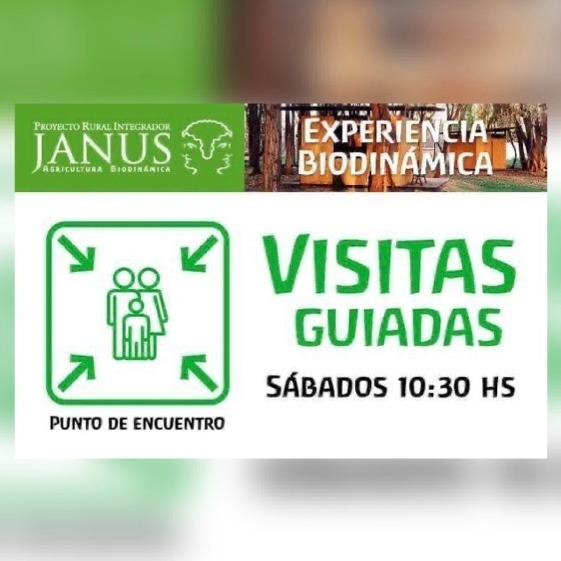 Proyecto Rural Integrador
JANUS
Agricultura Biodinámica
Experiencia
Biodinámica
Visitas
guiadas
Sábados 10:30 hs
Punto de encuentro